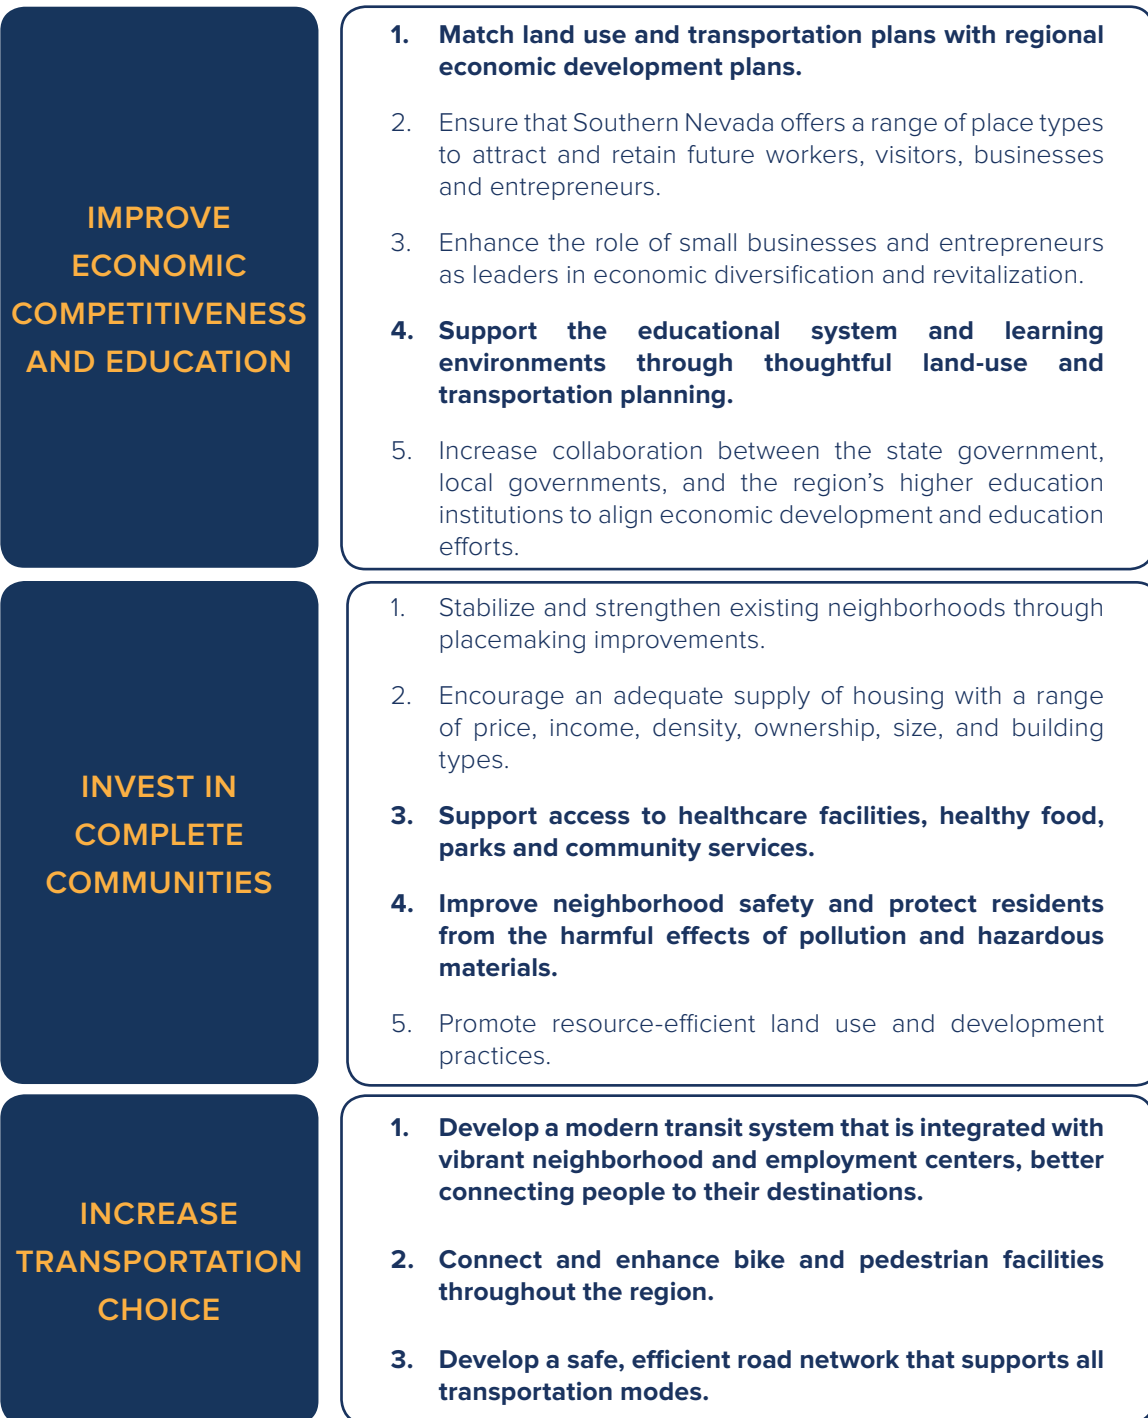 IMPROVE
ECONOMIC
COMPETITIVENESS
AND EDUCATION
1. Match land use and transportation plans with regional
economic development plans.
2. Ensure that Southern Nevada offers a range of place types
to attract and retain future workers, visitors, businesses
and entrepreneurs.
3. Enhance the role of small businesses and entrepreneurs
as leaders in economic diversification and revitalization.
4. Support the educational system and learning
environments through thoughtful land-use and
transportation planning.
5. Increase collaboration between the state government,
local governments, and the region’s higher education
institutions to align economic development and education
efforts.
INVEST IN
COMPLETE
COMMUNITIES
1. Stabilize and strengthen existing neighborhoods through
placemaking improvements.
2. Encourage an adequate supply of housing with a range
of price, income, density, ownership, size, and building
types.
3. Support access to healthcare facilities, healthy food,
parks and community services.
4. Improve neighborhood safety and protect residents
from the harmful effects of pollution and hazardous
materials.
5. Promote resource-efficient land use and development
practices.
INCREASE
TRANSPORTATION
CHOICE
1. Develop a modern transit system that is integrated with
vibrant neighborhood and employment centers, better
connecting people to their destinations.
2. Connect and enhance bike and pedestrian facilities
throughout the region.
3. Develop a safe, efficient road network that supports all
transportation modes.